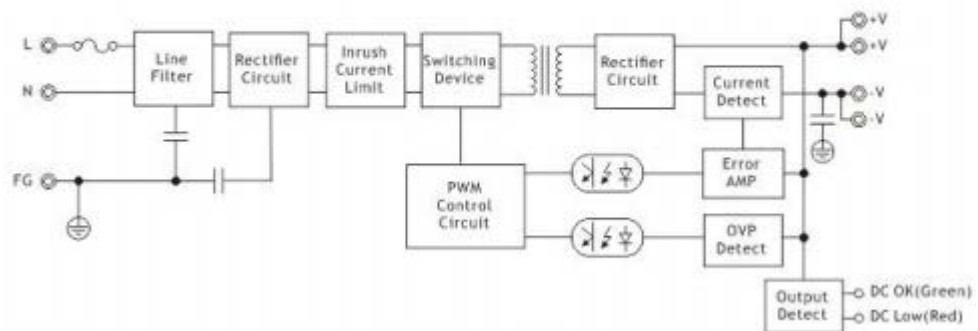 L
N
FG
Line
Filter
Rectifier
Circuit
Inrush
Current
Limit
Switching
Device
Rectifier
Circuit
Current
Detect
+V
+V
-V
-V
PWM
Control
Circuit
Error
AMP
OVP
Detect
Output
Detect
DC OK(Green)
DC Low(Red)